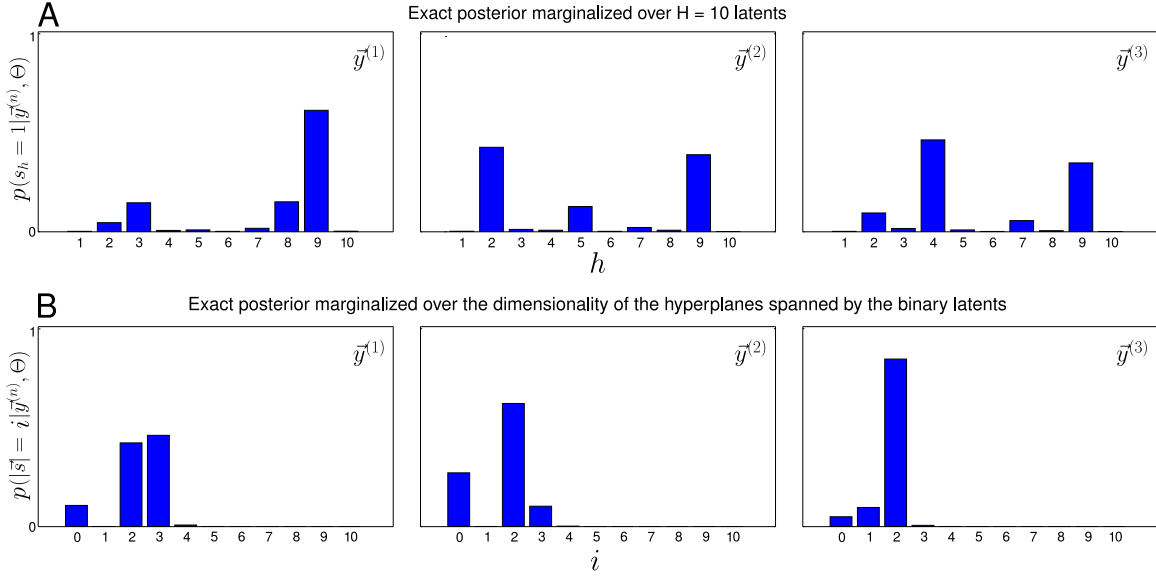 A
Exact posterior marginalized over H = 10 latents
p(s_h = 1|y⃗^(n), Θ)
1
0
y⃗^(1)
y⃗^(2)
y⃗^(3)
1 2 3 4 5 6 7 8 9 10
1 2 3 4 5 6 7 8 9 10
1 2 3 4 5 6 7 8 9 10
h
B
Exact posterior marginalized over the dimensionality of the hyperplanes spanned by the binary latents
p(|s⃗| = i|y⃗^(n), Θ)
1
0
y⃗^(1)
y⃗^(2)
y⃗^(3)
0 1 2 3 4 5 6 7 8 9 10
0 1 2 3 4 5 6 7 8 9 10
0 1 2 3 4 5 6 7 8 9 10
i